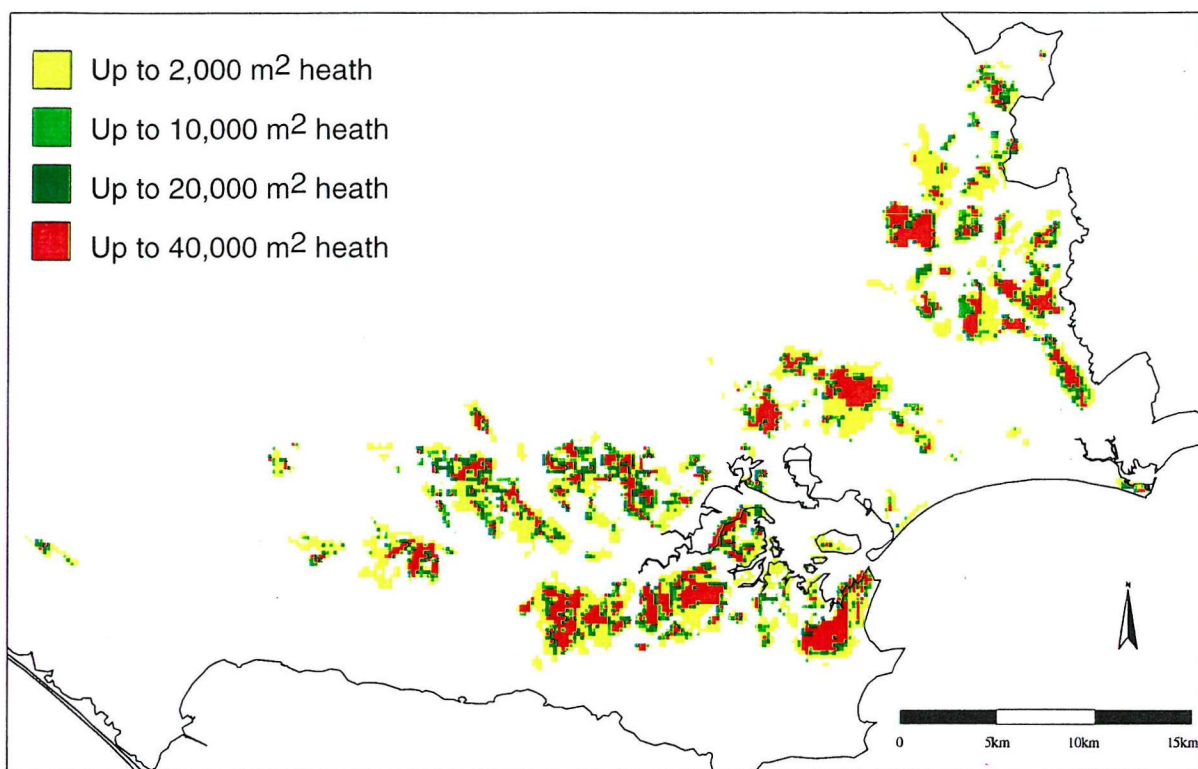 Up to 2,000 m2 heath
Up to 10,000 m2 heath
Up to 20,000 m2 heath
Up to 40,000 m2 heath
N
0 5km 10km 15km